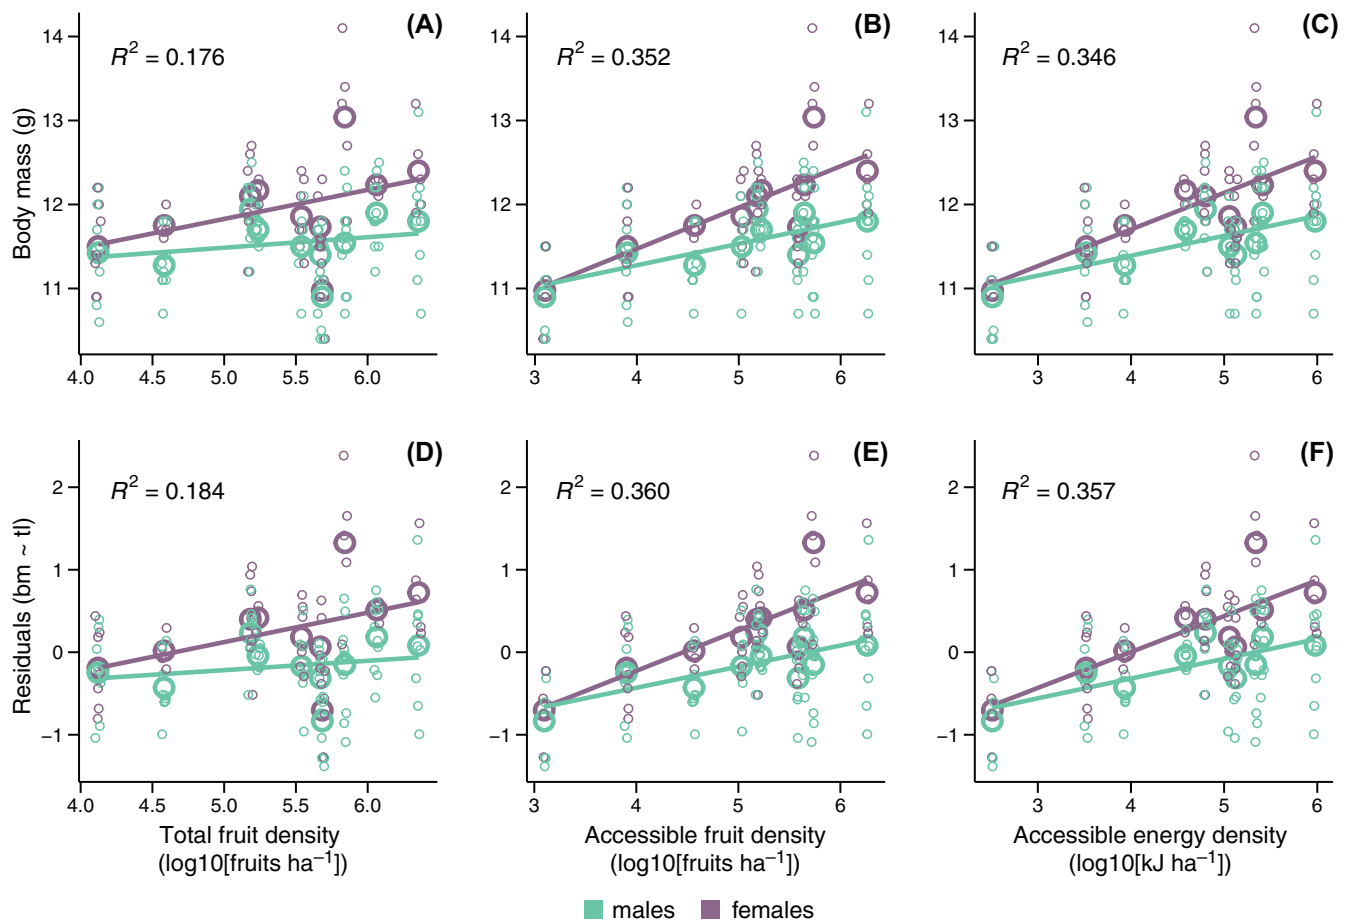 (A)
R² = 0.176
Body mass (g)
14
13
12
11
4.0 4.5 5.0 5.5 6.0
(B)
R² = 0.352
14
13
12
11
3 4 5 6
(C)
R² = 0.346
14
13
12
11
3 4 5 6
(D)
R² = 0.184
Residuals (bm ~ tl)
2
1
0
−1
4.0 4.5 5.0 5.5 6.0
Total fruit density
(log10[fruits ha⁻¹])
(E)
R² = 0.360
2
1
0
−1
3 4 5 6
Accessible fruit density
(log10[fruits ha⁻¹])
(F)
R² = 0.357
2
1
0
−1
3 4 5 6
Accessible energy density
(log10[kJ ha⁻¹])
males females